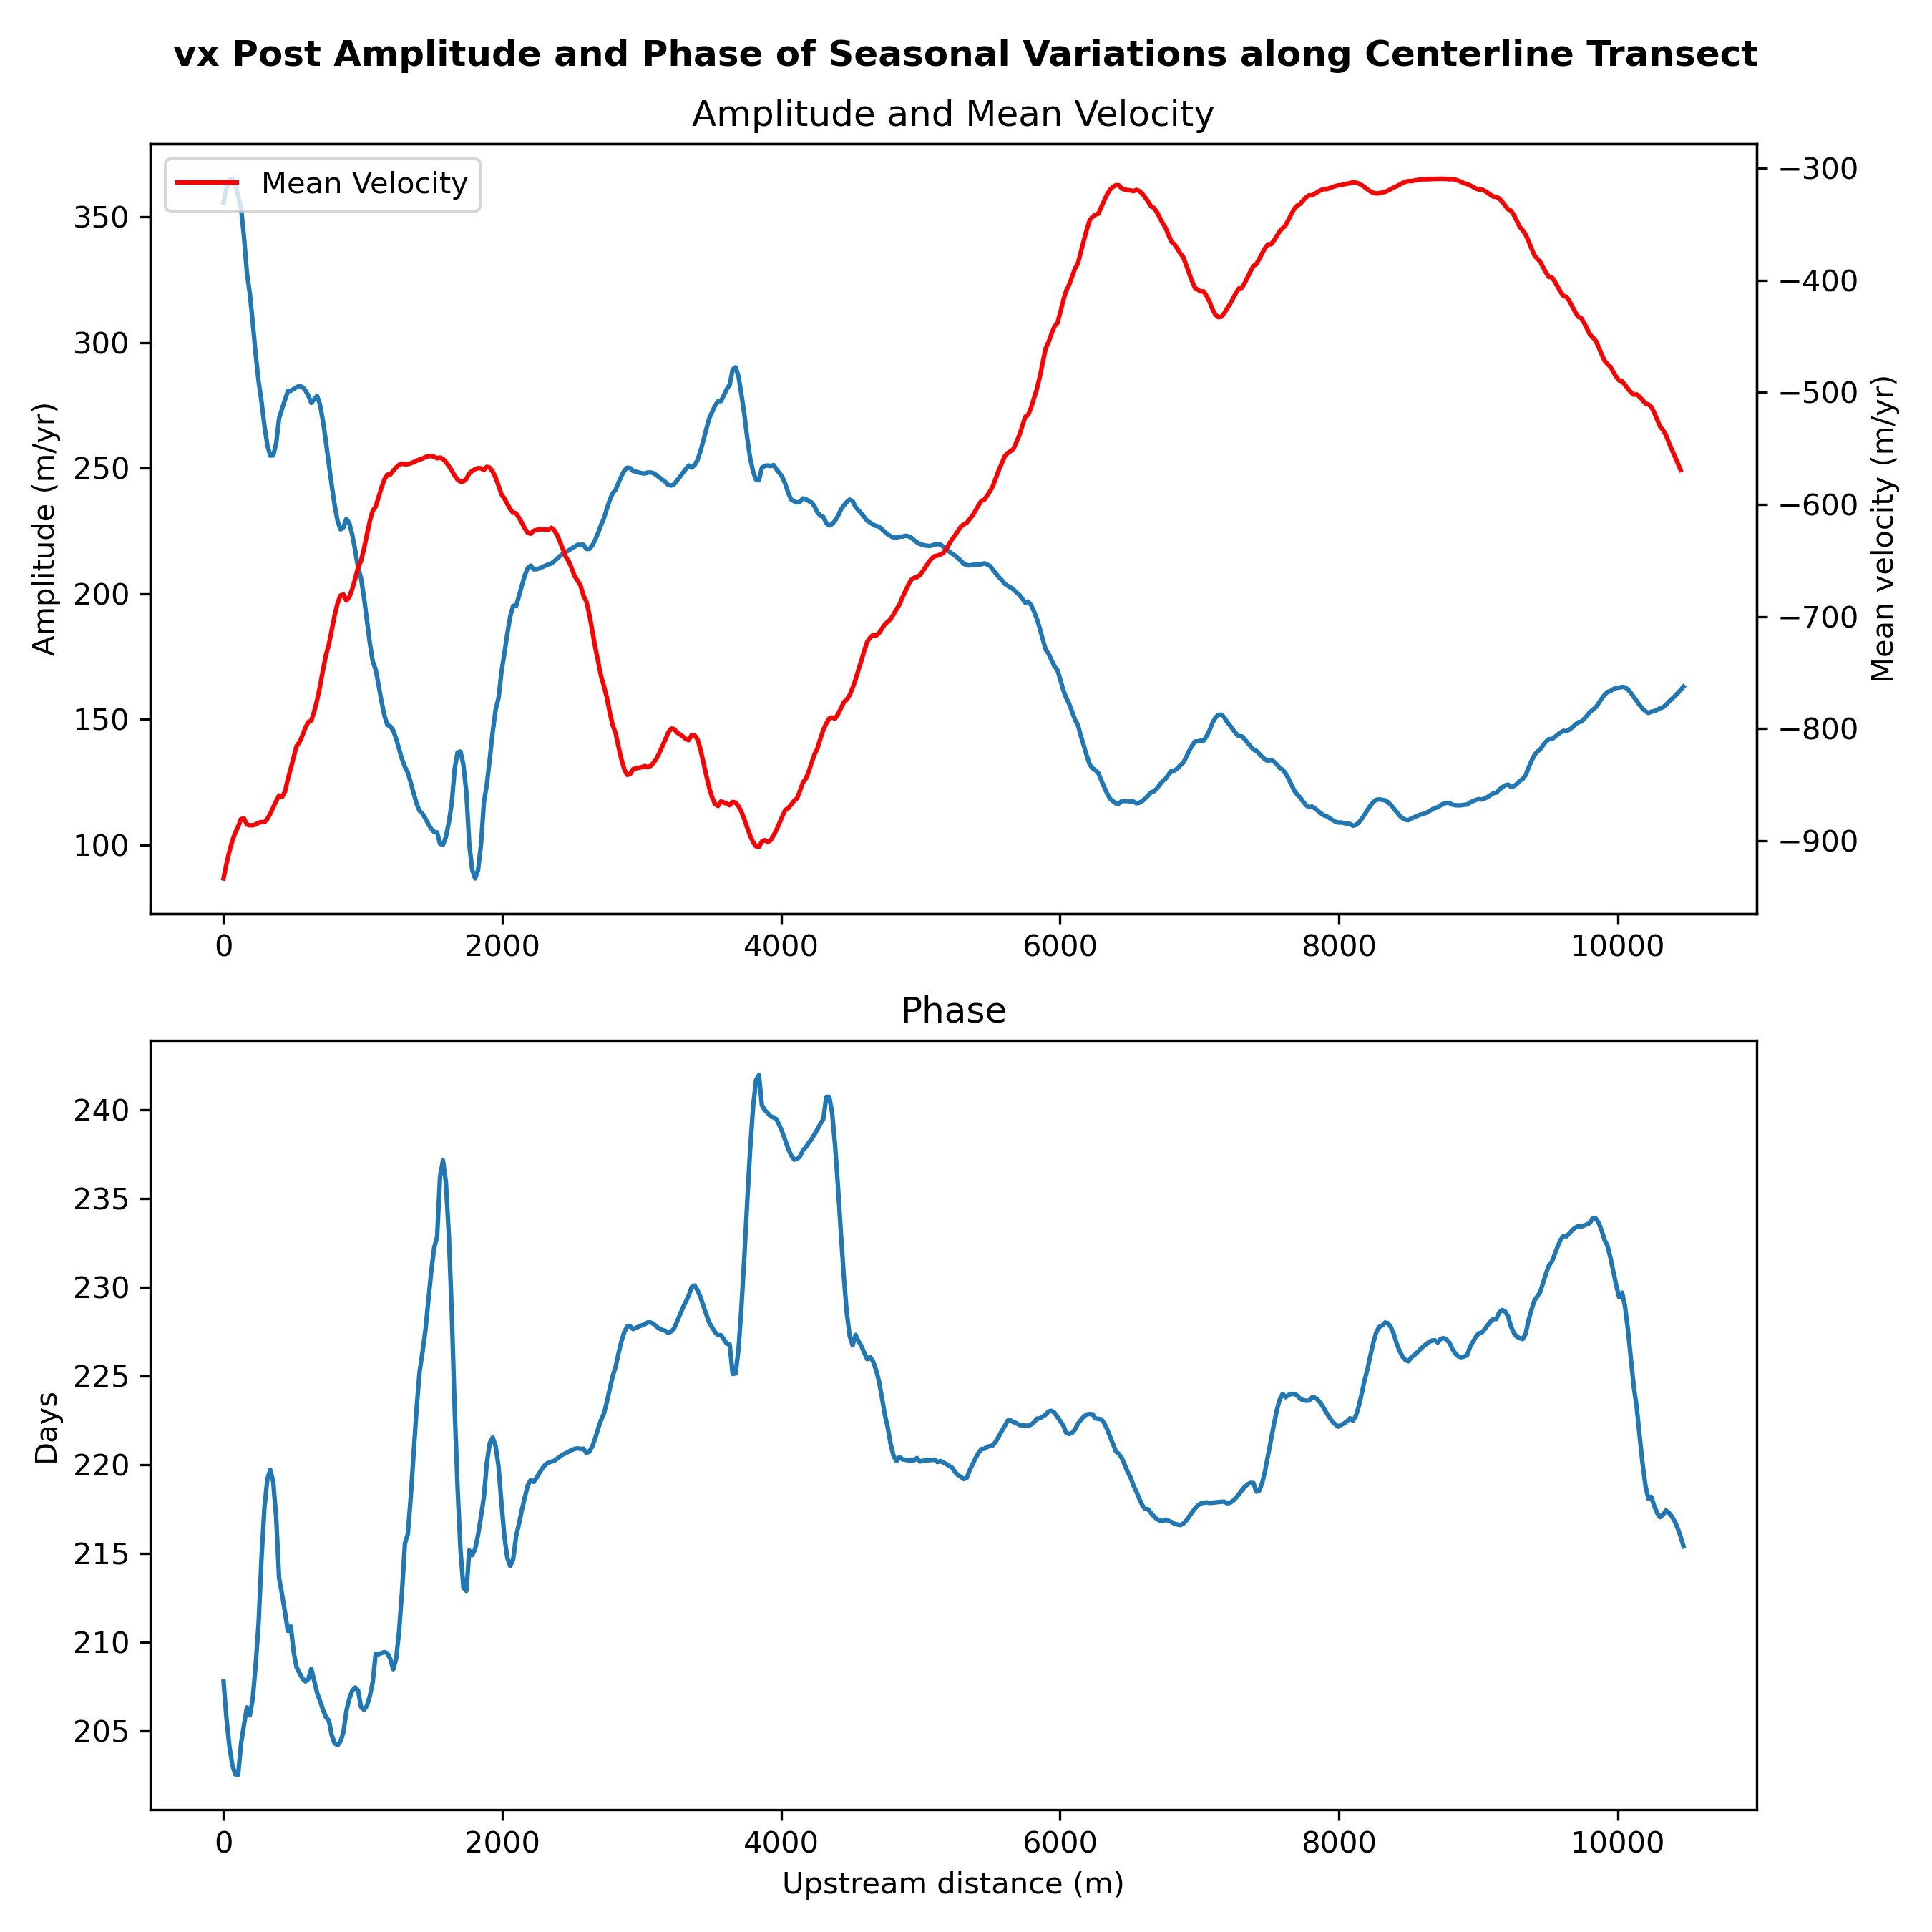 vx Post Amplitude and Phase of Seasonal Variations along Centerline Transect
Amplitude and Mean Velocity
Mean Velocity
350
300
250
200
150
100
Amplitude (m/yr)
−300
−400
−500
−600
−700
−800
−900
Mean velocity (m/yr)
0 2000 4000 6000 8000 10000
Phase
240
235
230
225
220
215
210
205
Days
0 2000 4000 6000 8000 10000
Upstream distance (m)